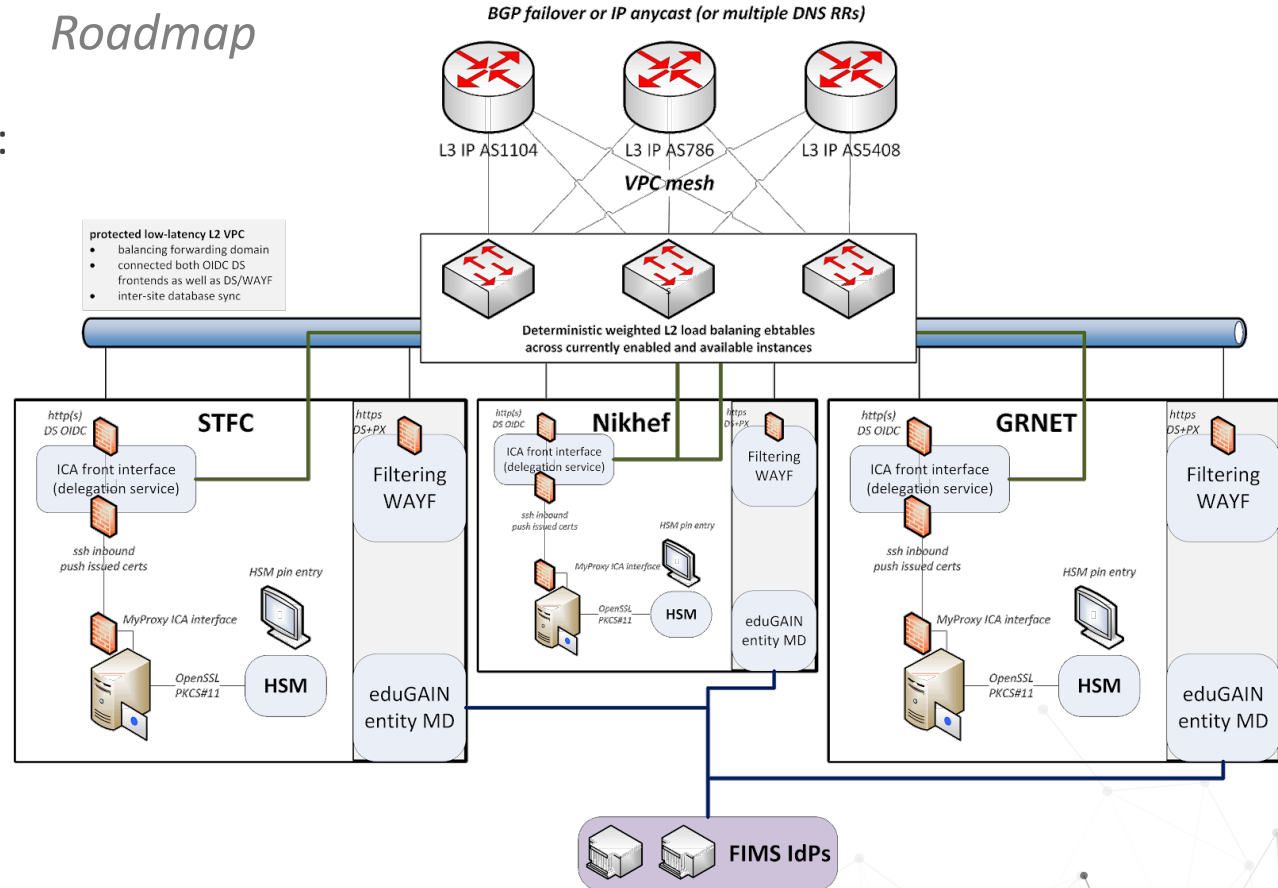 Roadmap
:
BGP failover or IP anycast (or multiple DNS RRs)
L3 IP AS1104
L3 IP AS786
L3 IP AS5408
VPC mesh
protected low-latency L2 VPC
• balancing forwarding domain
• connected both OIDC DS
frontends as well as DS/WAYF
• inter-site database sync
S
Deterministic weighted L2 load balaning ebtables
across currently enabled and available instances
STFC
http(s)
DS OIDC
https
DS+PX
ICA front interface
(delegation service)
Filtering
WAYF
ssh inbound
push issued certs
HSM pin entry
MyProxy ICA interface
OpenSSL
PKCS#11
HSM
eduGAIN
entity MD
Nikhef
http(s)
DS OIDC
https
DS+PX
ICA front interface
(delegation service)
Filtering
WAYF
ssh inbound
push issued certs
HSM pin entry
MyProxy ICA interface
OpenSSL
PKCS#11
HSM
eduGAIN
entity MD
GRNET
http(s)
DS OIDC
https
DS+PX
ICA front interface
(delegation service)
Filtering
WAYF
ssh inbound
push issued certs
HSM pin entry
MyProxy ICA interface
OpenSSL
PKCS#11
HSM
eduGAIN
entity MD
FIMS IdPs